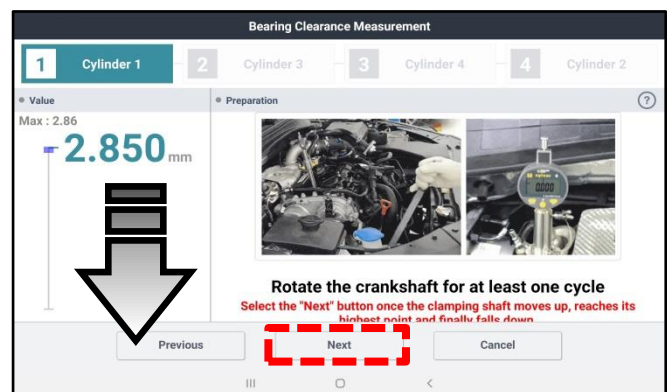 Bearing Clearance Measurement
1 Cylinder 1 2 Cylinder 3 3 Cylinder 4 4 Cylinder 2
Value
Preparation
?
Max : 2.86
2.850 mm
0.000
Rotate the crankshaft for at least one cycle
Select the "Next" button once the clamping shaft moves up, reaches its
highest point and finally falls down
Previous Next Cancel